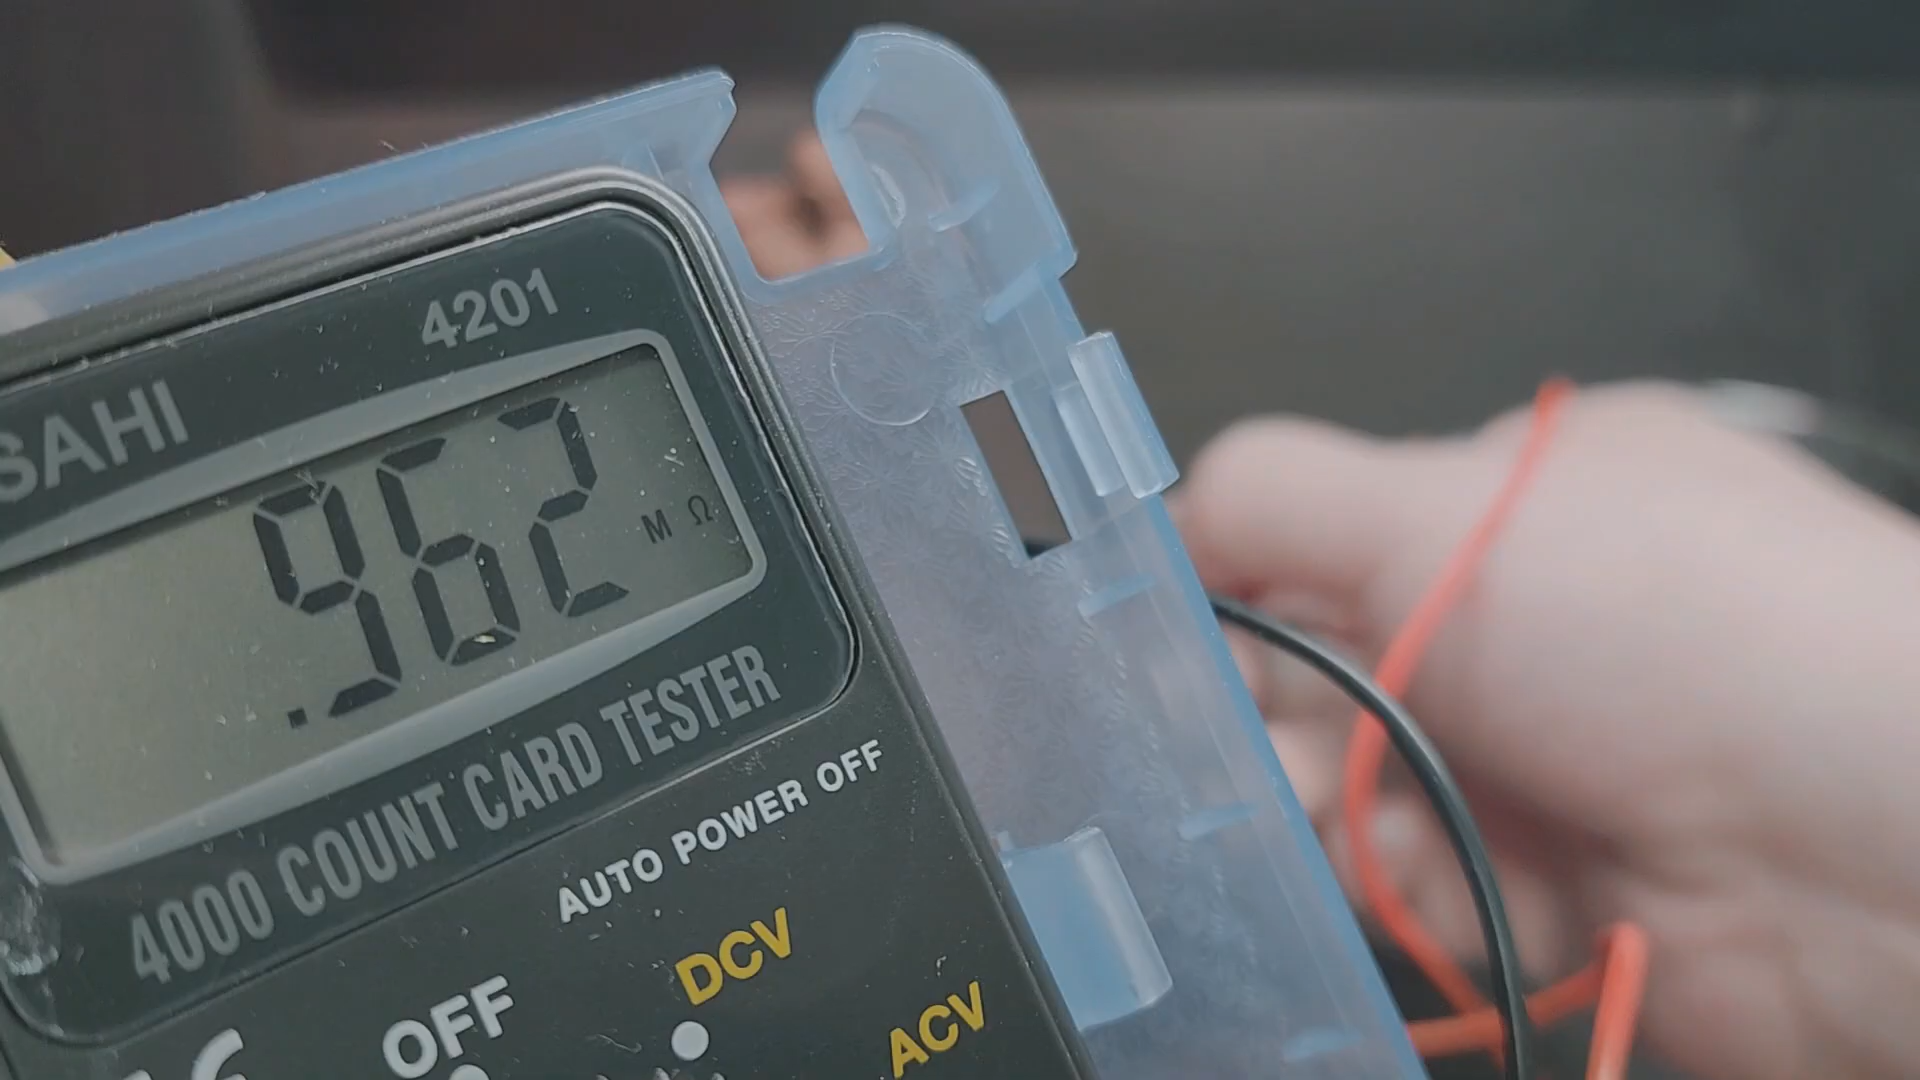 4201
SAHI
.962 M Ω
4000 COUNT CARD TESTER
AUTO POWER OFF
OFF
DCV
ACV